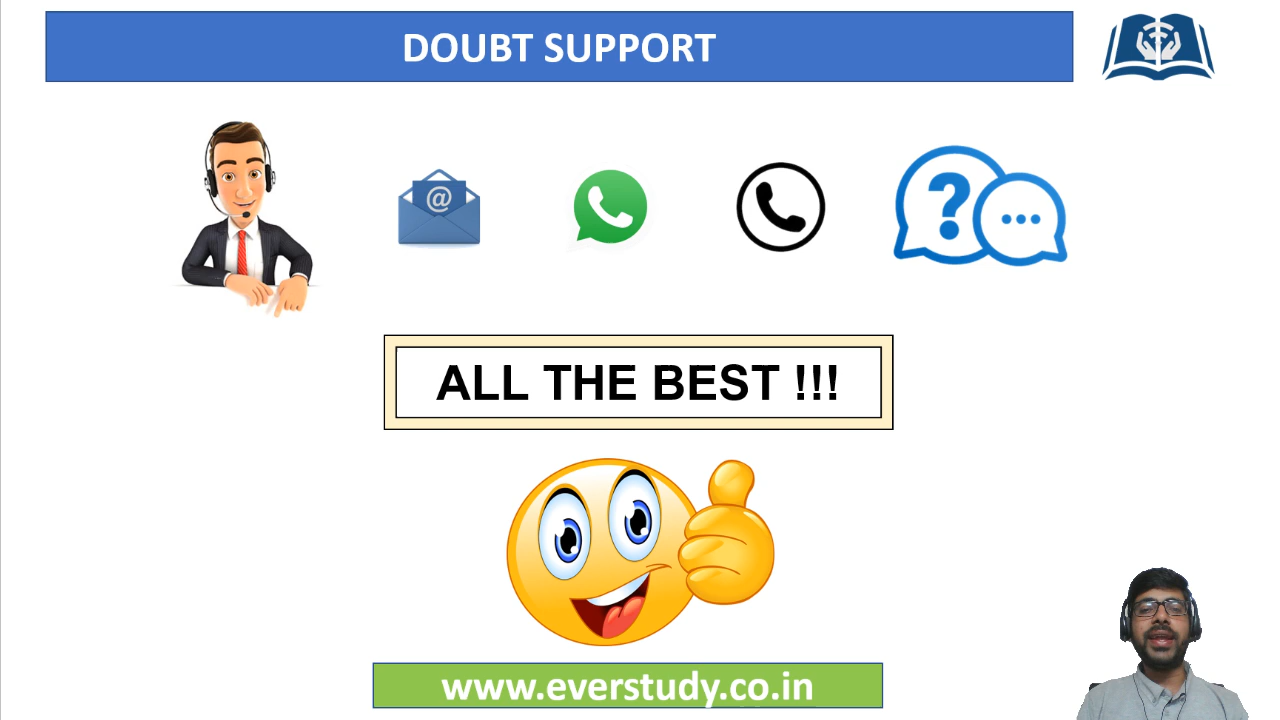 DOUBT SUPPORT
@
?
ALL THE BEST !!!
www.everstudy.co.in